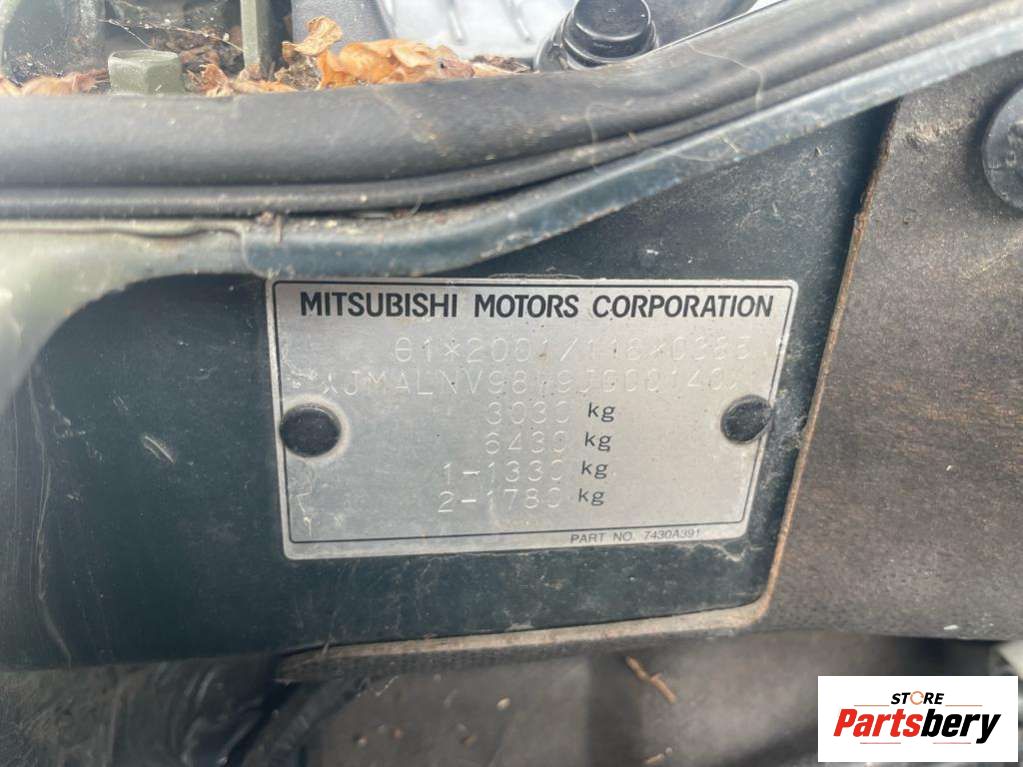 MITSUBISHI MOTORS CORPORATION
3030 kg
6430 kg
1-1330 kg
2-1780 kg
PART NO. 7430A391
STORE
Partsbery